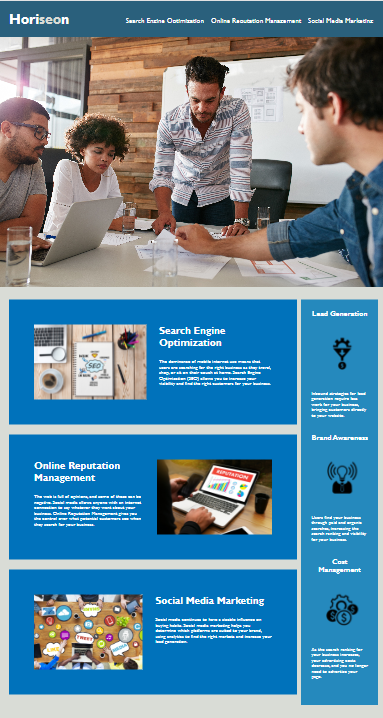 Horiseon
Search Engine Optimization Online Reputation Management Social Media Marketing
Search Engine
Optimization
The dominance of mobile internet use means that
users are searching for the right business as they travel,
shop, or sit on their couch at home. Search Engine
Optimization (SEO) allows you to increase your
visibility and find the right customers for your business.
SEO
Online Reputation
Management
The web is full of opinions, and some of these can be
negative. Social media allows anyone with an internet
connection to say whatever they want about your
business. Online Reputation Management gives you
the control over what potential customers see when
they search for your business.
REPUTATION
Social Media Marketing
Social media continues to have a sizable influence on
buying habits. Social media marketing helps you
determine which platforms are suited to your brand,
using analytics to find the right markets and increase your
lead generation.
TWEET
MEDIA
Lead Generation
Inbound strategies for lead
generation require less
work for your business,
bringing customers directly
to your website.
Brand Awareness
Users find your business
through paid and organic
searches, increasing the
search ranking and visibility
for your business.
Cost
Management
As the search ranking for
your business increases,
your advertising costs
decrease, and you no longer
need to advertise your
page.